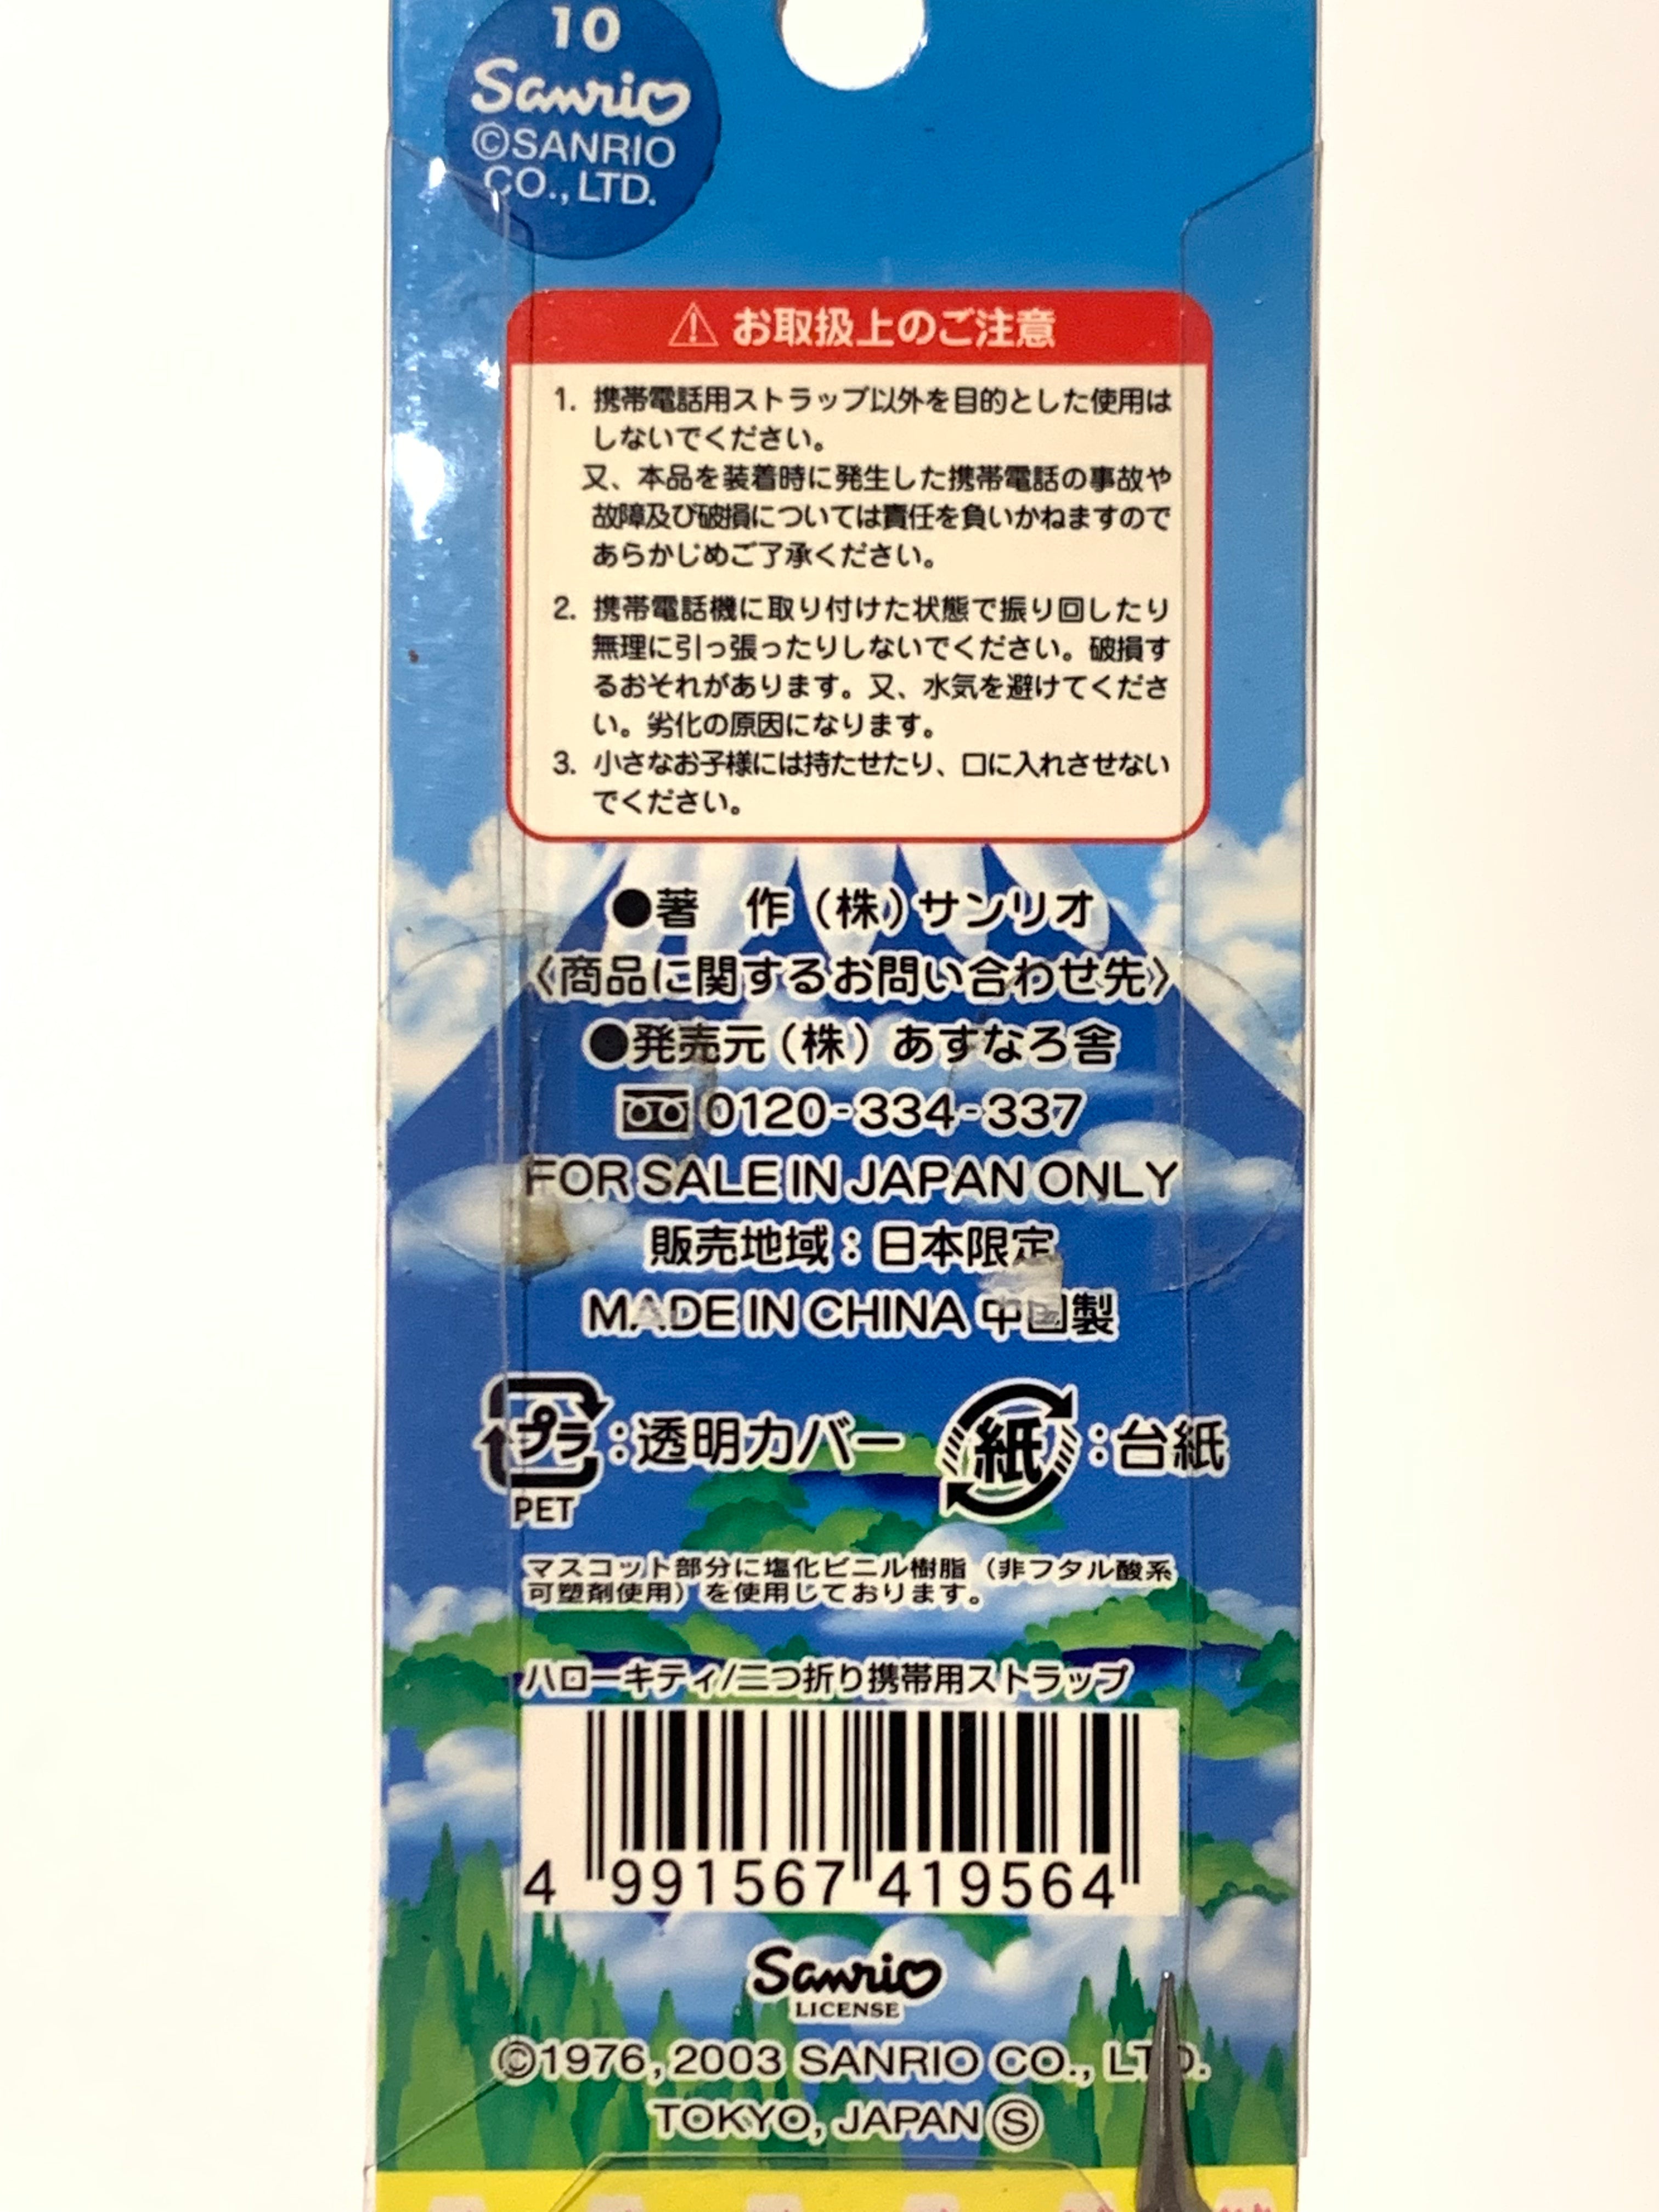 10
Sanrio
©SANRIO
CO., LTD.
⚠ お取扱上のご注意
1. 携帯電話用ストラップ以外を目的とした使用は
しないでください。
又、本品を装着時に発生した携帯電話の事故や
故障及び破損については責任を負いかねますので
あらかじめご了承ください。
2. 携帯電話機に取り付けた状態で振り回したり
無理に引っ張ったりしないでください。破損す
るおそれがあります。又、水気を避けてくださ
い。劣化の原因になります。
3. 小さなお子様には持たせたり、口に入れさせない
でください。
●著　作（株）サンリオ
〈商品に関するお問い合わせ先〉
●発売元（株）あすなろ舎
0120-334-337
FOR SALE IN JAPAN ONLY
販売地域：日本限定
MADE IN CHINA 中国製
プラ：透明カバー 紙：台紙
PET
マスコット部分に塩化ビニル樹脂（非フタル酸系
可塑剤使用）を使用しております。
ハローキティ/三つ折り携帯用ストラップ
4 991567 419564
Sanrio
LICENSE
©1976, 2003 SANRIO CO., LTD.
TOKYO, JAPAN Ⓢ